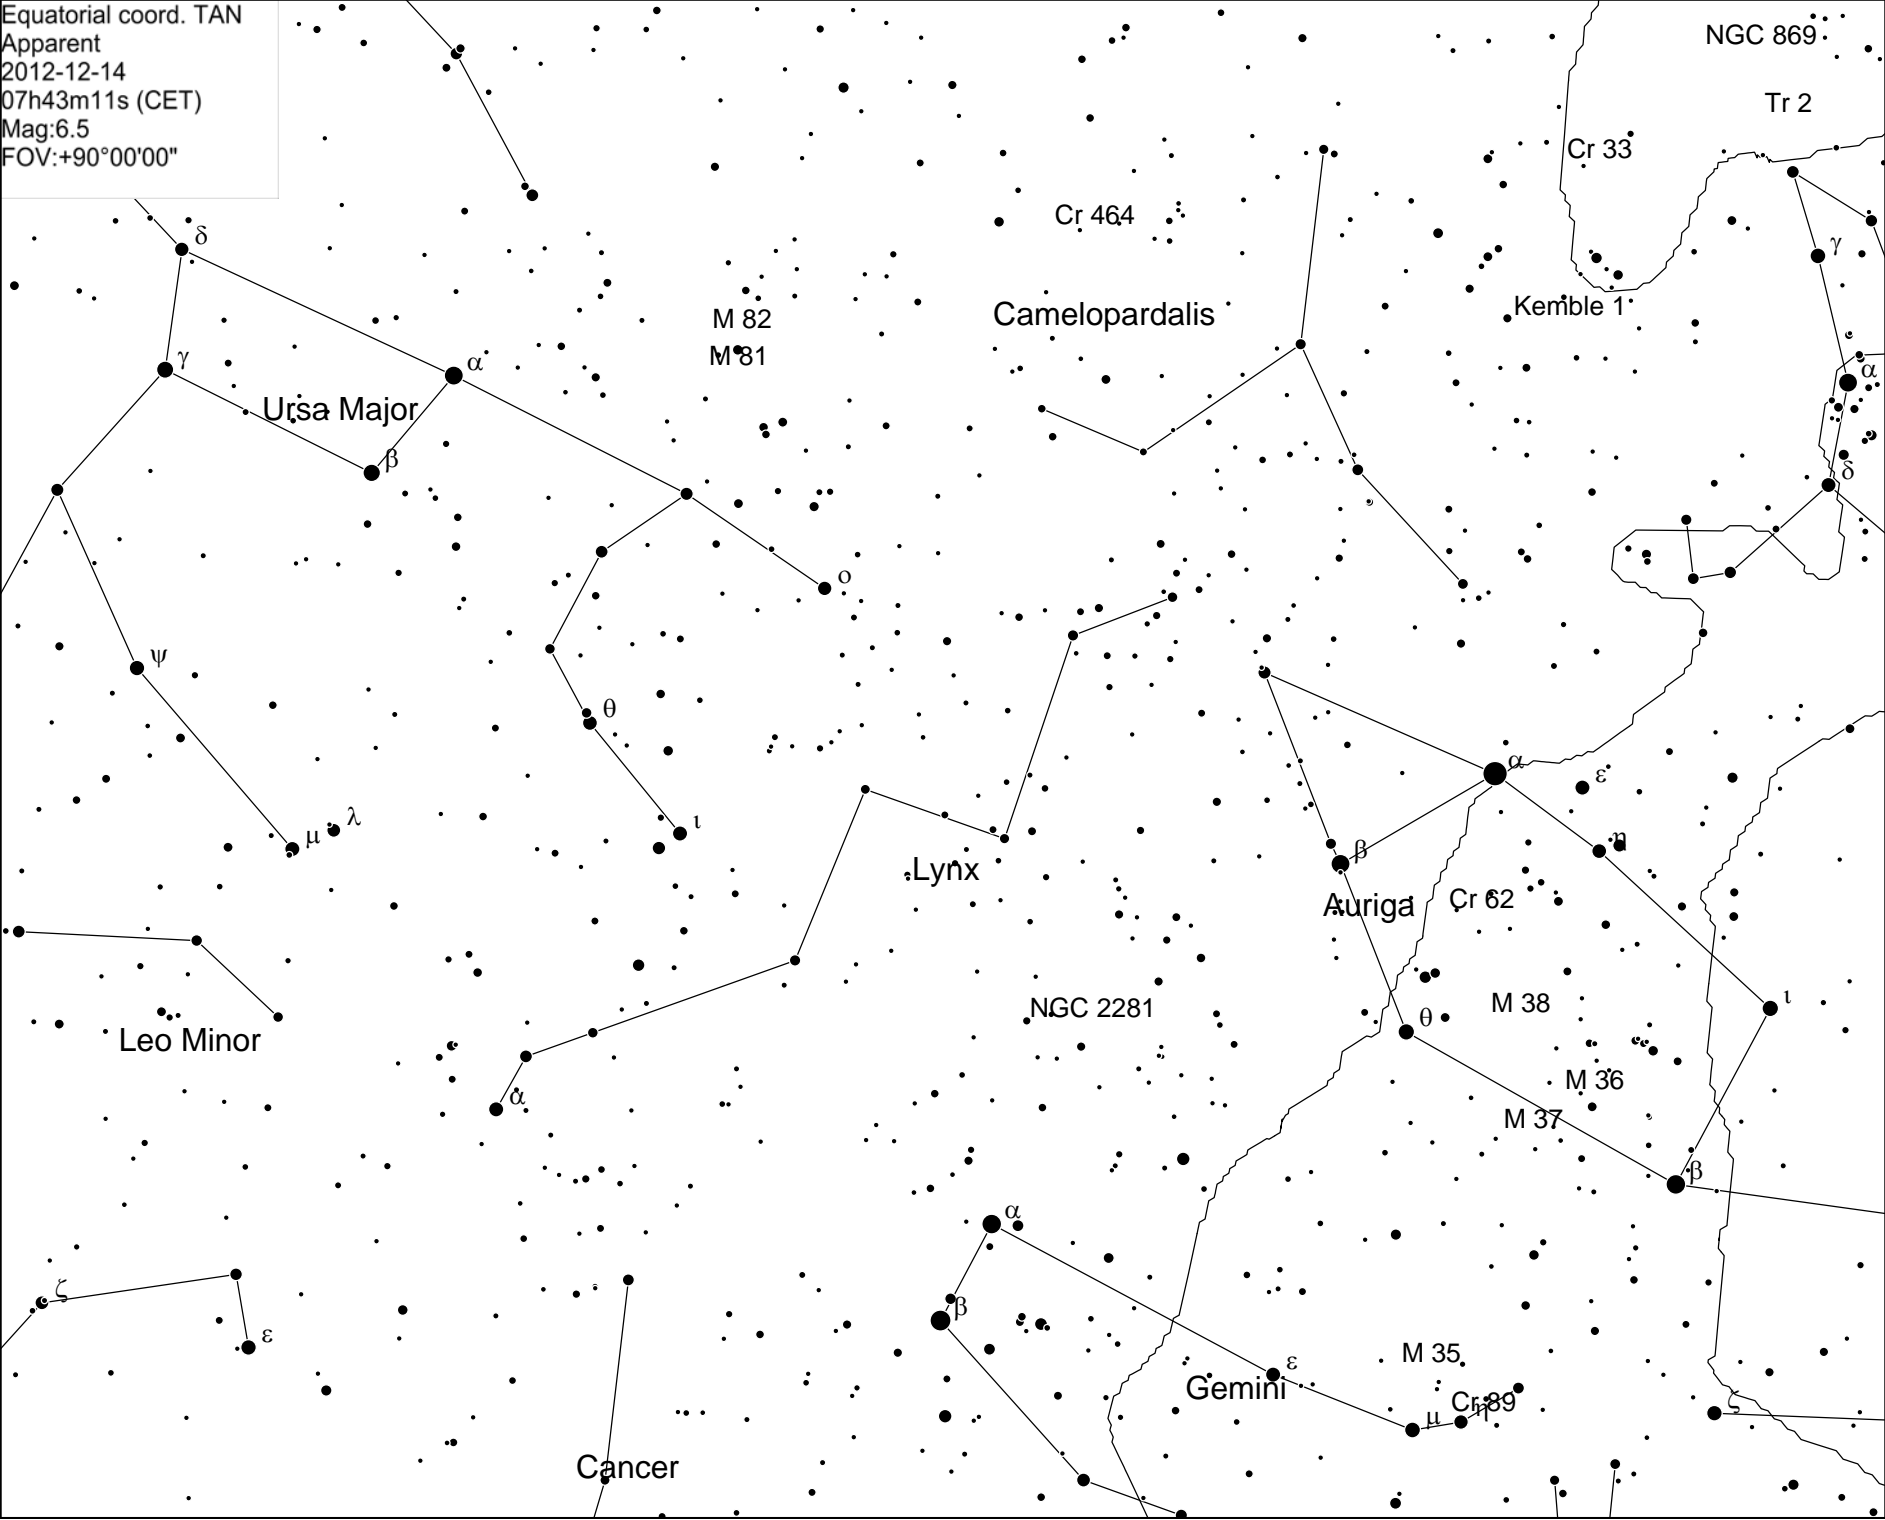 Equatorial coord. TAN
Apparent
2012-12-14
07h43m11s (CET)
Mag:6.5
FOV:+90°00'00"
NGC 869
Tr 2
Cr 33
Cr 464
δ
γ
Kemble 1
Camelopardalis
M 82
M 81
γ
α
α
Ursa Major
β
δ
ο
ψ
θ
α
ε
μ
λ
ι
η
β
Lynx
Auriga
Cr 62
NGC 2281
M 38
ι
θ
Leo Minor
M 36
α
M 37
β
α
ζ
β
ε
M 35
ε
Gemini
Cr 89
μ
η
ζ
Cancer